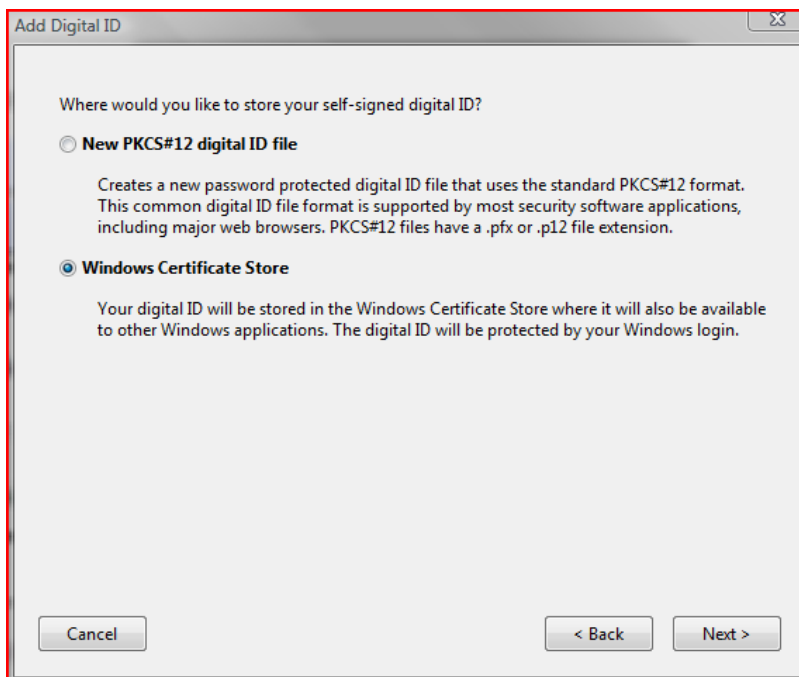 Add Digital ID
Where would you like to store your self-signed digital ID?
New PKCS#12 digital ID file
Creates a new password protected digital ID file that uses the standard PKCS#12 format.
This common digital ID file format is supported by most security software applications,
including major web browsers. PKCS#12 files have a .pfx or .p12 file extension.
Windows Certificate Store
Your digital ID will be stored in the Windows Certificate Store where it will also be available
to other Windows applications. The digital ID will be protected by your Windows login.
Cancel
< Back
Next >